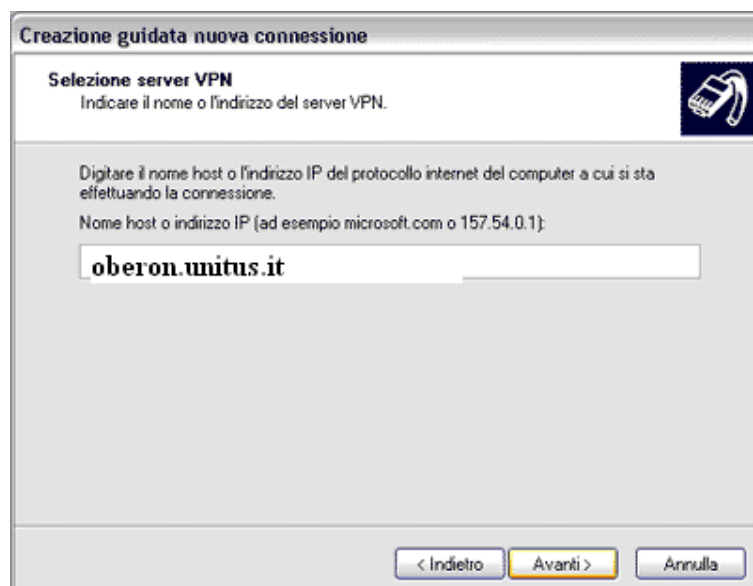 Creazione guidata nuova connessione
Selezione server VPN
Indicare il nome o l'indirizzo del server VPN.
Digitare il nome host o l'indirizzo IP del protocollo internet del computer a cui si sta
effettuando la connessione.
Nome host o indirizzo IP (ad esempio microsoft.com o 157.54.0.1):
oberon.unitus.it
< Indietro
Avanti >
Annulla